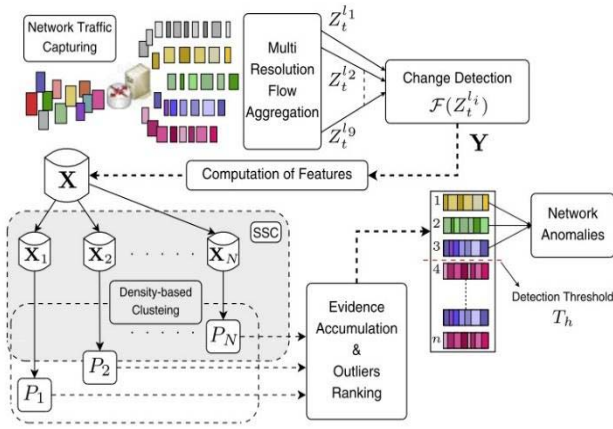 Network Traffic
Capturing
Multi
Resolution
Flow
Aggregation
Z_t^{l_1}
Z_t^{l_2}
Z_t^{l_9}
Change Detection
F(Z_t^{l_i})
Y
Computation of Features
X
SSC
X_1
X_2
. . . . .
X_N
Density-based
Clusteing
. . . . .
P_N
P_2
P_1
Evidence
Accumulation
&
Outliers
Ranking
1
2
3
4
n
Network
Anomalies
Detection Threshold
T_h